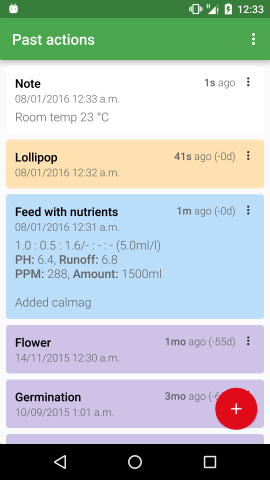 12:33
Past actions
Note 1s ago
08/01/2016 12:33 a.m.
Room temp 23 °C
Lollipop 41s ago (-0d)
08/01/2016 12:32 a.m.
Feed with nutrients 1m ago (-0d)
08/01/2016 12:31 a.m.
1.0 : 0.5 : 1.6/- : - : - (5.0ml/l)
PH: 6.4, Runoff: 6.8
PPM: 288, Amount: 1500ml
Added calmag
Flower 1mo ago (-55d)
14/11/2015 12:30 a.m.
Germination 3mo ago
10/09/2015 1:01 a.m.